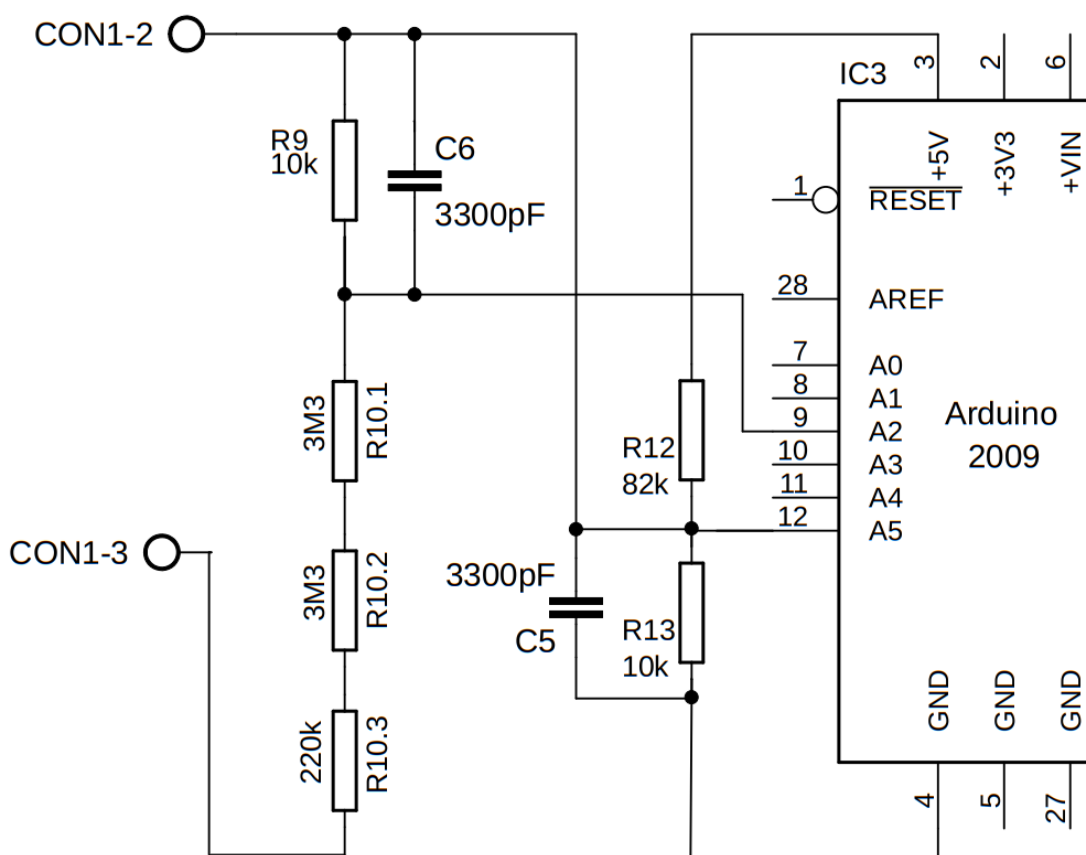 CON1-2
R9
10k
C6
3300pF
IC3
3
2
6
+5V
+3V3
+VIN
1
RESET
28
AREF
7
A0
8
A1
9
A2
10
A3
11
A4
12
A5
Arduino
2009
3M3
R10.1
R12
82k
CON1-3
3M3
R10.2
3300pF
C5
R13
10k
220k
R10.3
GND
GND
GND
4
5
27